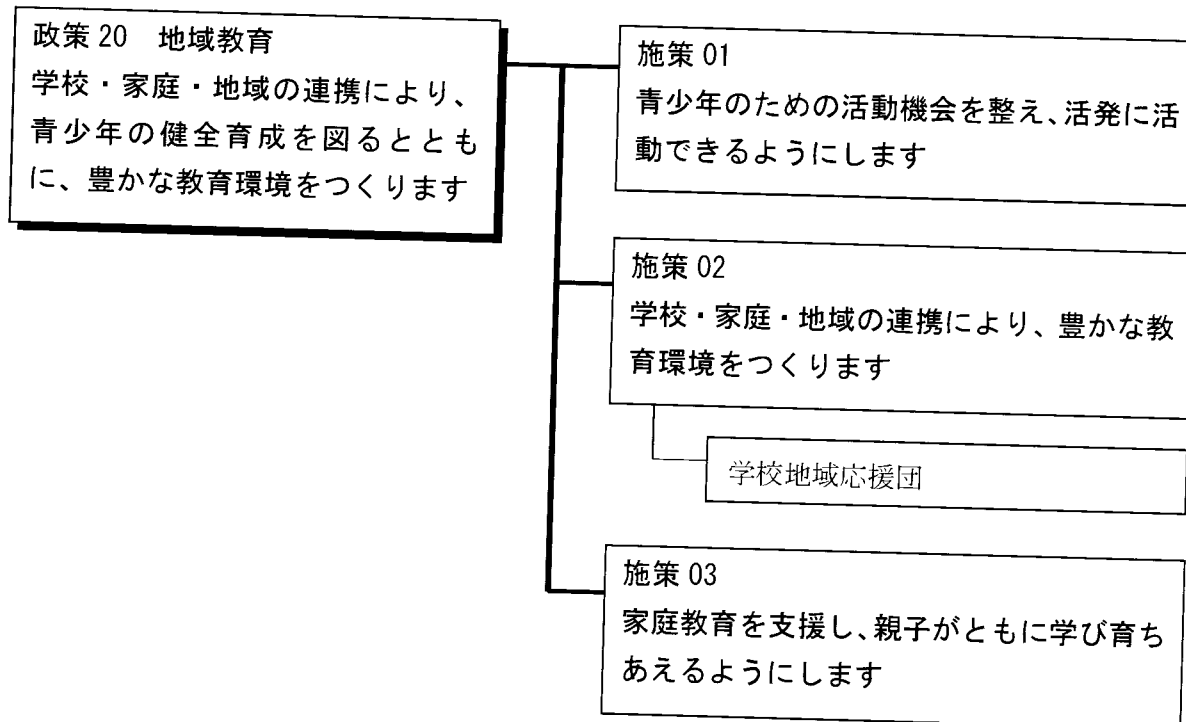 政策 20　地域教育
学校・家庭・地域の連携により、
青少年の健全育成を図るととも
に、豊かな教育環境をつくります
施策 01
青少年のための活動機会を整え、活発に活
動できるようにします
施策 02
学校・家庭・地域の連携により、豊かな教
育環境をつくります
学校地域応援団
施策 03
家庭教育を支援し、親子がともに学び育ち
あえるようにします